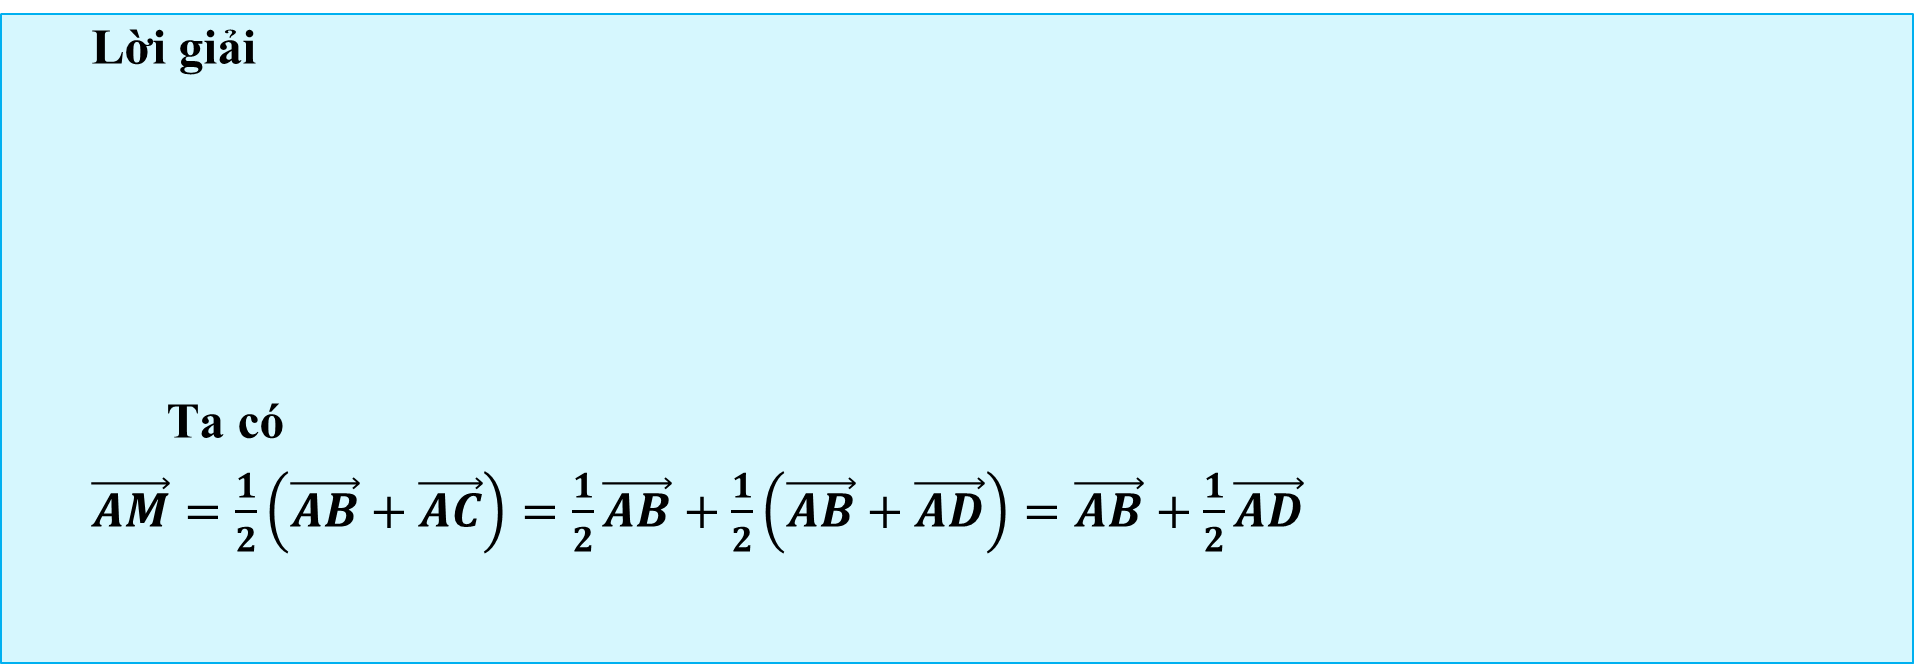 Lời giải
Ta có
$\overrightarrow{AM} = \frac{1}{2}\left(\overrightarrow{AB} + \overrightarrow{AC}\right) = \frac{1}{2}\overrightarrow{AB} + \frac{1}{2}\left(\overrightarrow{AB} + \overrightarrow{AD}\right) = \overrightarrow{AB} + \frac{1}{2}\overrightarrow{AD}$